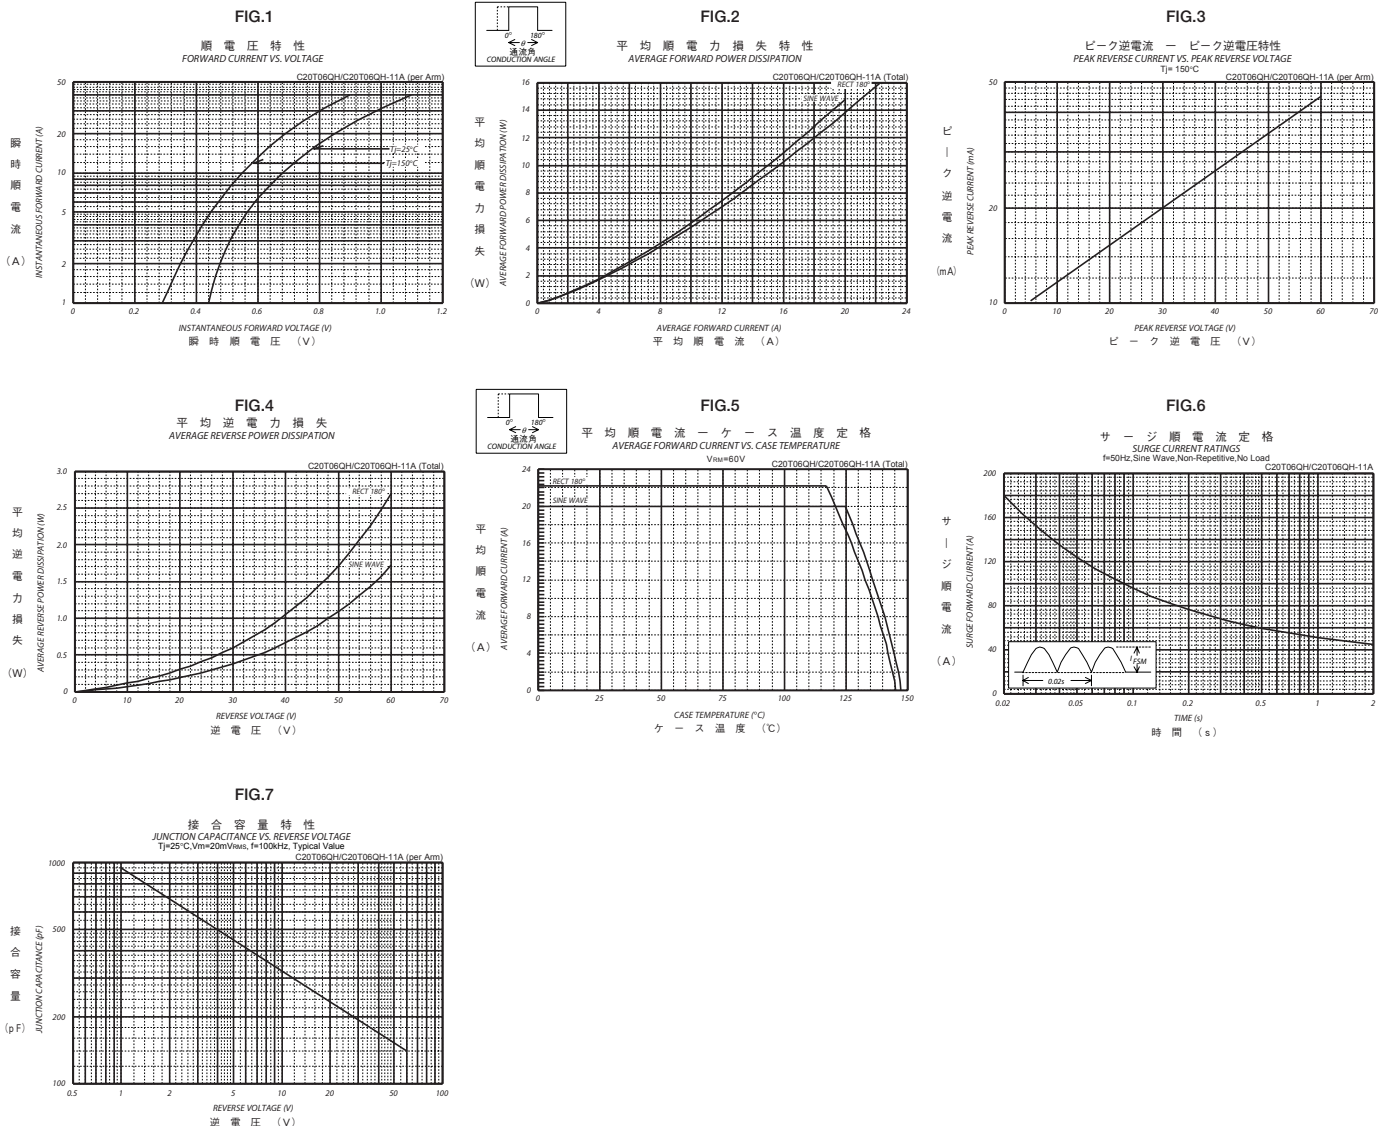 FIG.1
順電圧特性
FORWARD CURRENT VS. VOLTAGE
C20T06QH/C20T06QH-11A (per Arm)
50
20
10
5
2
1
瞬時順電流 (A)
INSTANTANEOUS FORWARD CURRENT (A)
Tj=25°C
Tj=150°C
0 0.2 0.4 0.6 0.8 1.0 1.2
INSTANTANEOUS FORWARD VOLTAGE (V)
瞬時順電圧 (V)
0° 180°
θ
通流角
CONDUCTION ANGLE
FIG.2
平均順電力損失特性
AVERAGE FORWARD POWER DISSIPATION
C20T06QH/C20T06QH-11A (Total)
RECT 180°
SINE WAVE
16
14
12
10
8
6
4
2
0
平均順電力損失 (W)
AVERAGE FORWARD POWER DISSIPATION (W)
0 4 8 12 16 20 24
AVERAGE FORWARD CURRENT (A)
平均順電流 (A)
FIG.3
ピーク逆電流 ー ピーク逆電圧特性
PEAK REVERSE CURRENT VS. PEAK REVERSE VOLTAGE
Tj= 150°C
C20T06QH/C20T06QH-11A (per Arm)
50
20
10
ピーク逆電流 (mA)
PEAK REVERSE CURRENT (mA)
0 10 20 30 40 50 60 70
PEAK REVERSE VOLTAGE (V)
ピーク逆電圧 (V)
FIG.4
平均逆電力損失
AVERAGE REVERSE POWER DISSIPATION
C20T06QH/C20T06QH-11A (Total)
RECT 180°
SINE WAVE
3.0
2.5
2.0
1.5
1.0
0.5
0
平均逆電力損失 (W)
AVERAGE REVERSE POWER DISSIPATION (W)
0 10 20 30 40 50 60 70
REVERSE VOLTAGE (V)
逆電圧 (V)
0° 180°
θ
通流角
CONDUCTION ANGLE
FIG.5
平均順電流ーケース温度定格
AVERAGE FORWARD CURRENT VS. CASE TEMPERATURE
VRM=60V
C20T06QH/C20T06QH-11A (Total)
RECT 180°
SINE WAVE
24
20
16
12
8
4
0
平均順電流 (A)
AVERAGE FORWARD CURRENT (A)
0 25 50 75 100 125 150
CASE TEMPERATURE (°C)
ケース温度 (℃)
FIG.6
サージ順電流定格
SURGE CURRENT RATINGS
f=50Hz,Sine Wave,Non-Repetitive,No Load
C20T06QH/C20T06QH-11A
200
160
120
80
40
0
サージ順電流 (A)
SURGE FORWARD CURRENT(A)
IFSM
0.02s
0.02 0.05 0.1 0.2 0.5 1 2
TIME (s)
時間 (s)
FIG.7
接合容量特性
JUNCTION CAPACITANCE VS. REVERSE VOLTAGE
Tj=25°C,Vm=20mVRMS, f=100kHz, Typical Value
C20T06QH/C20T06QH-11A (per Arm)
1000
500
200
100
接合容量 (pF)
JUNCTION CAPACITANCE (pF)
0.5 1 2 5 10 20 50 100
REVERSE VOLTAGE (V)
逆電圧 (V)